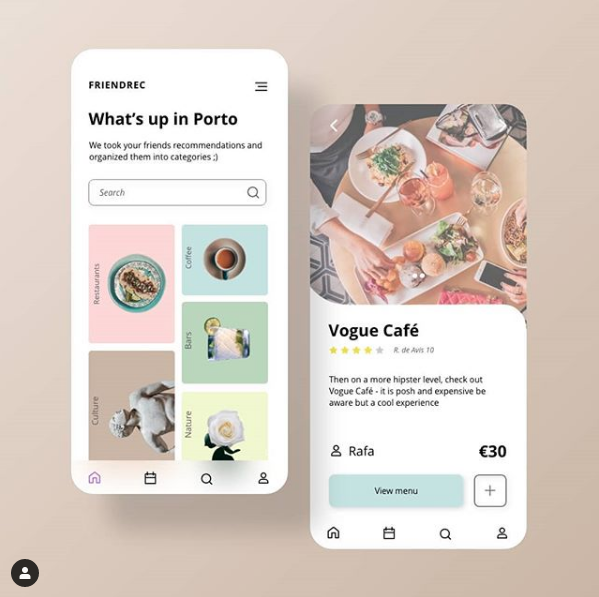 FRIENDREC
What's up in Porto
We took your friends recommendations and
organized them into categories ;)
Search
Restaurants
Coffee
Bars
Culture
Nature
Vogue Café
R. de Avis 10
Then on a more hipster level, check out
Vogue Café - it is posh and expensive be
aware but a cool experience
Rafa
€30
View menu